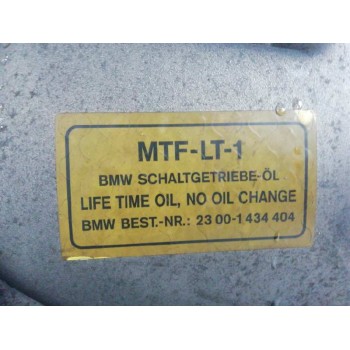 MTF-LT-1
BMW SCHALTGETRIEBE-ÖL
LIFE TIME OIL, NO OIL CHANGE
BMW BEST.-NR.: 23 00-1 434 404